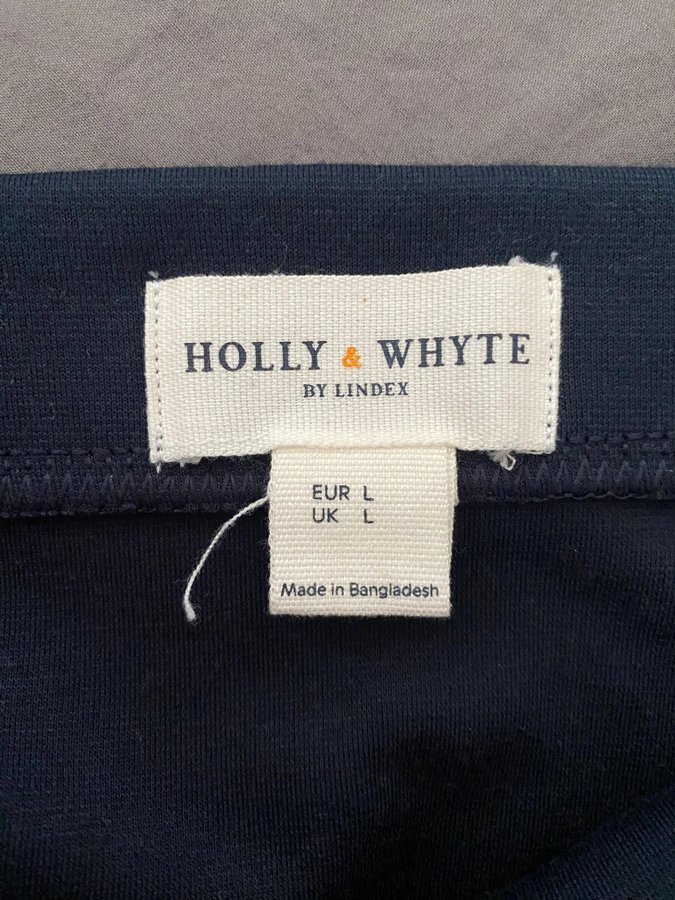 HOLLY & WHYTE
BY LINDEX
EUR L
UK L
Made in Bangladesh